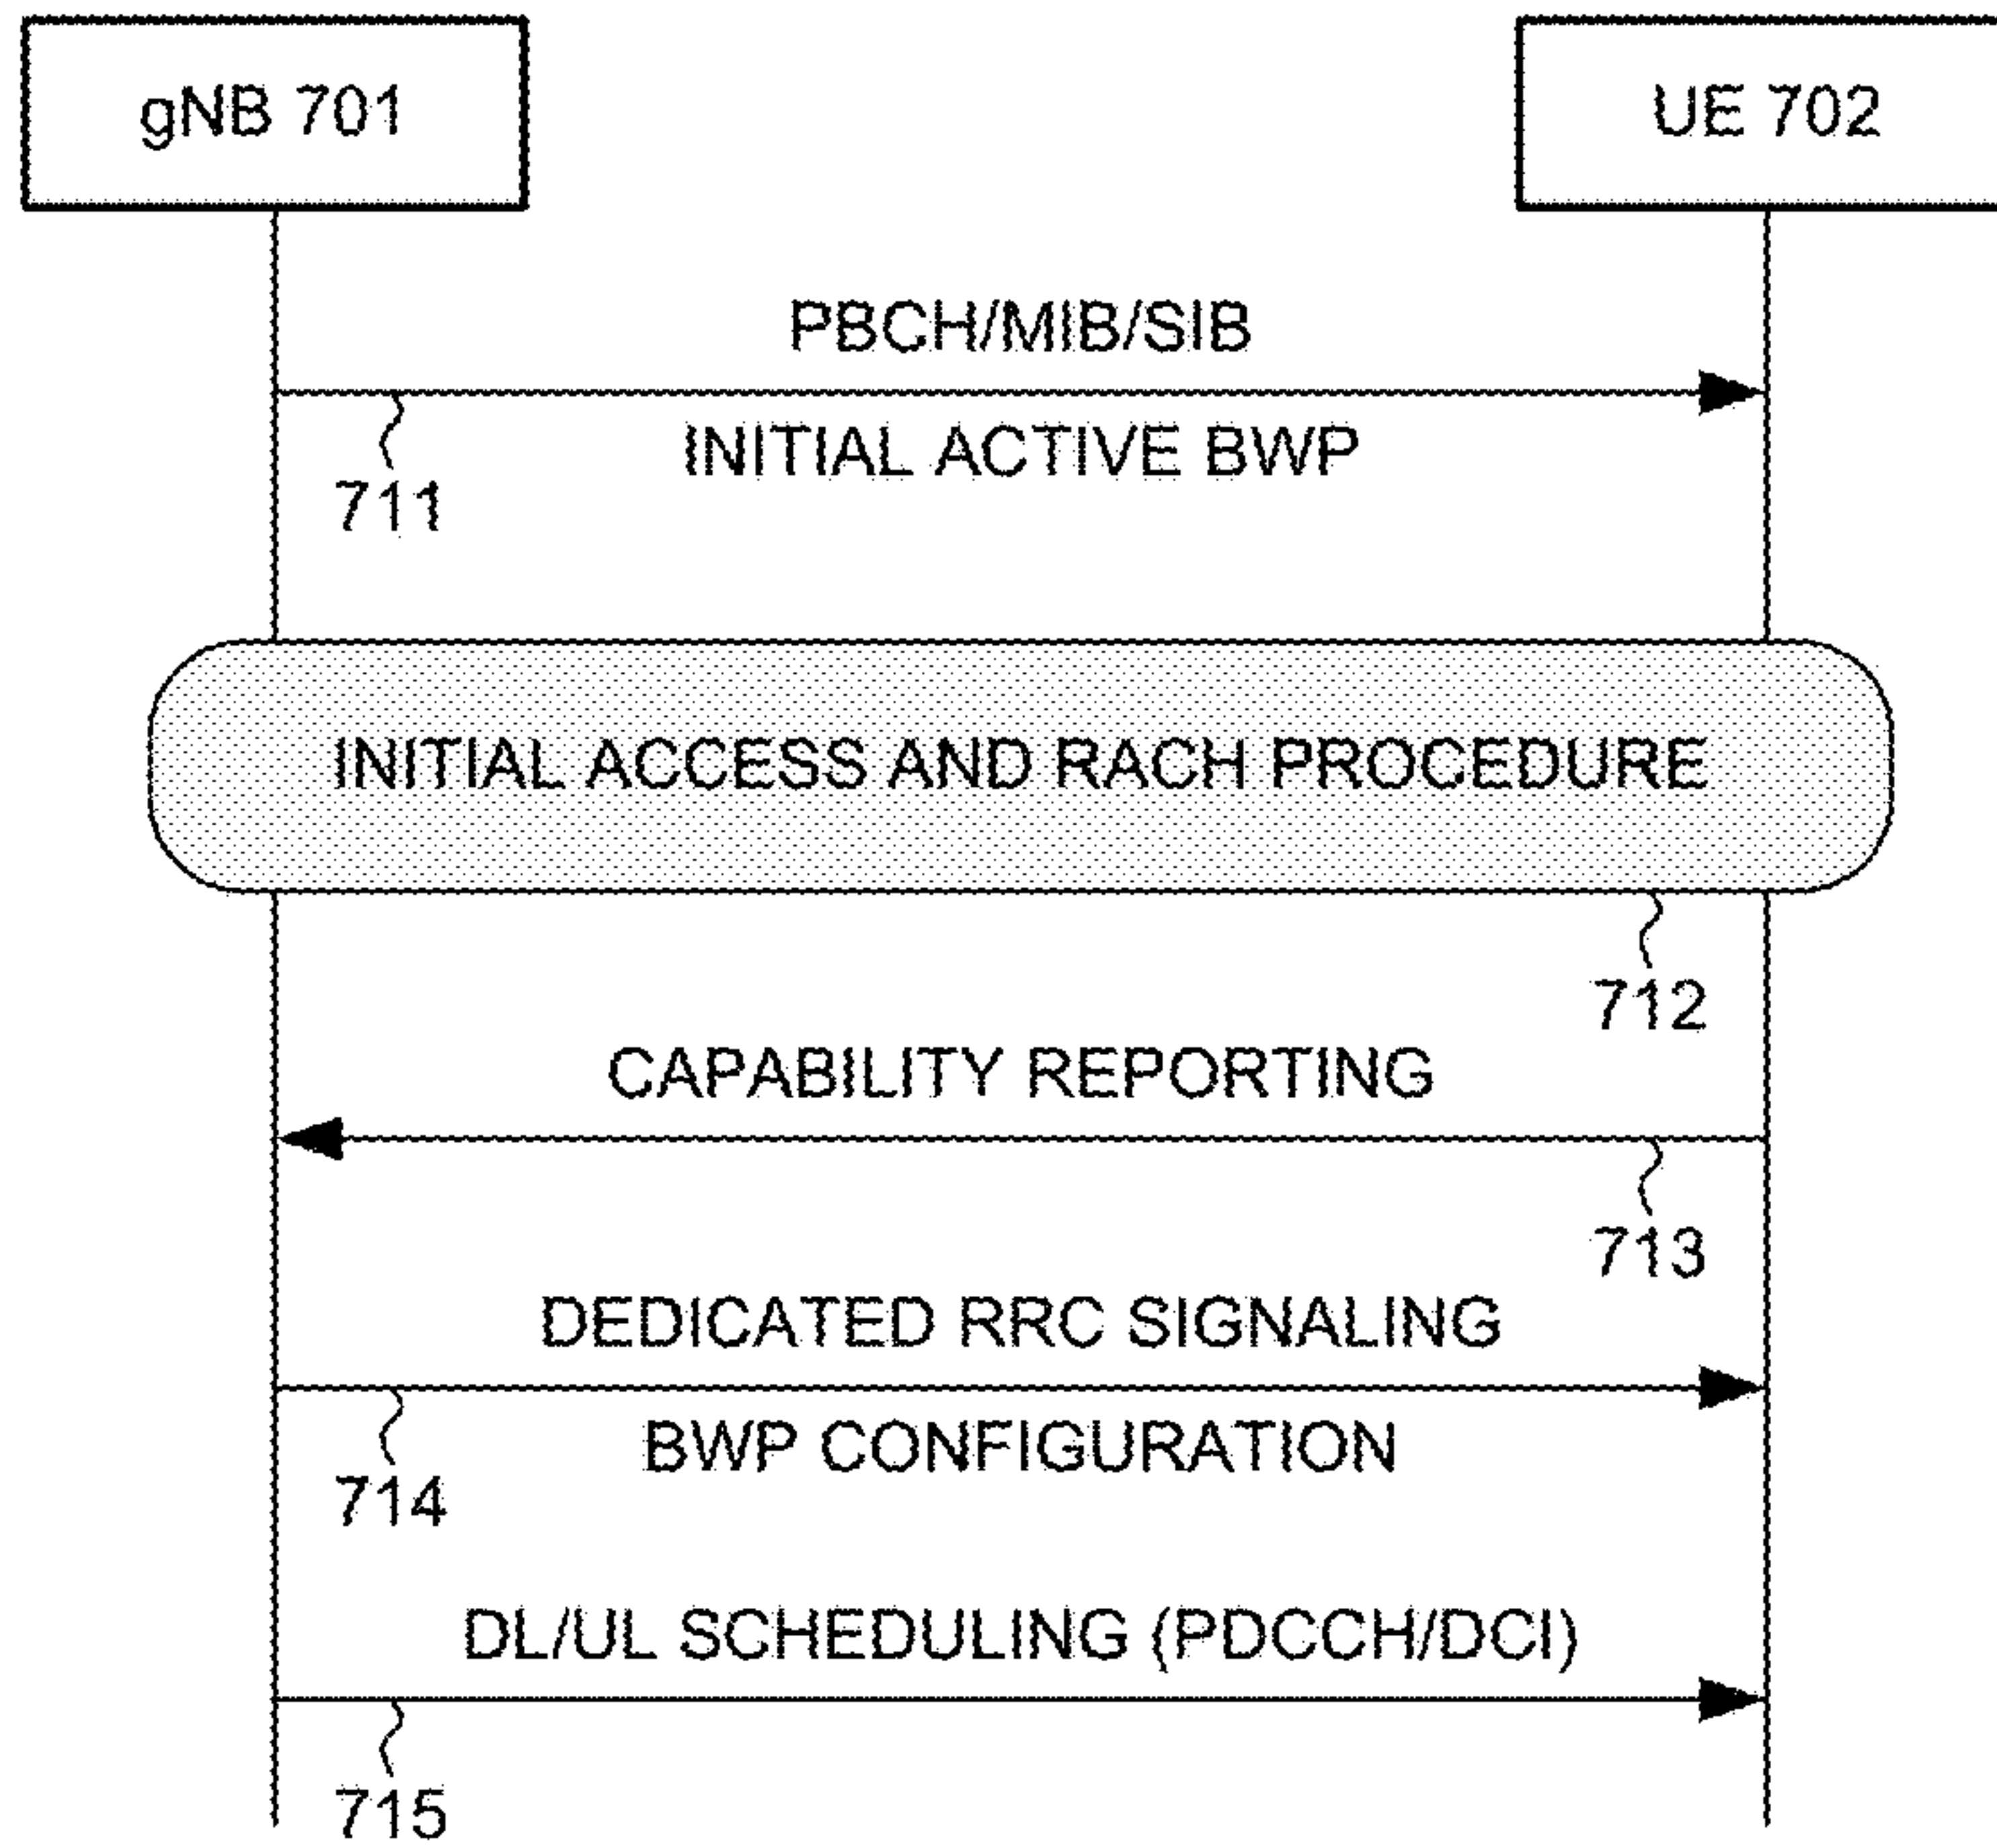 gNB 701
UE 702
PBCH/MIB/SIB
INITIAL ACTIVE BWP
711
INITIAL ACCESS AND RACH PROCEDURE
712
CAPABILITY REPORTING
713
DEDICATED RRC SIGNALING
BWP CONFIGURATION
714
DL/UL SCHEDULING (PDCCH/DCI)
715